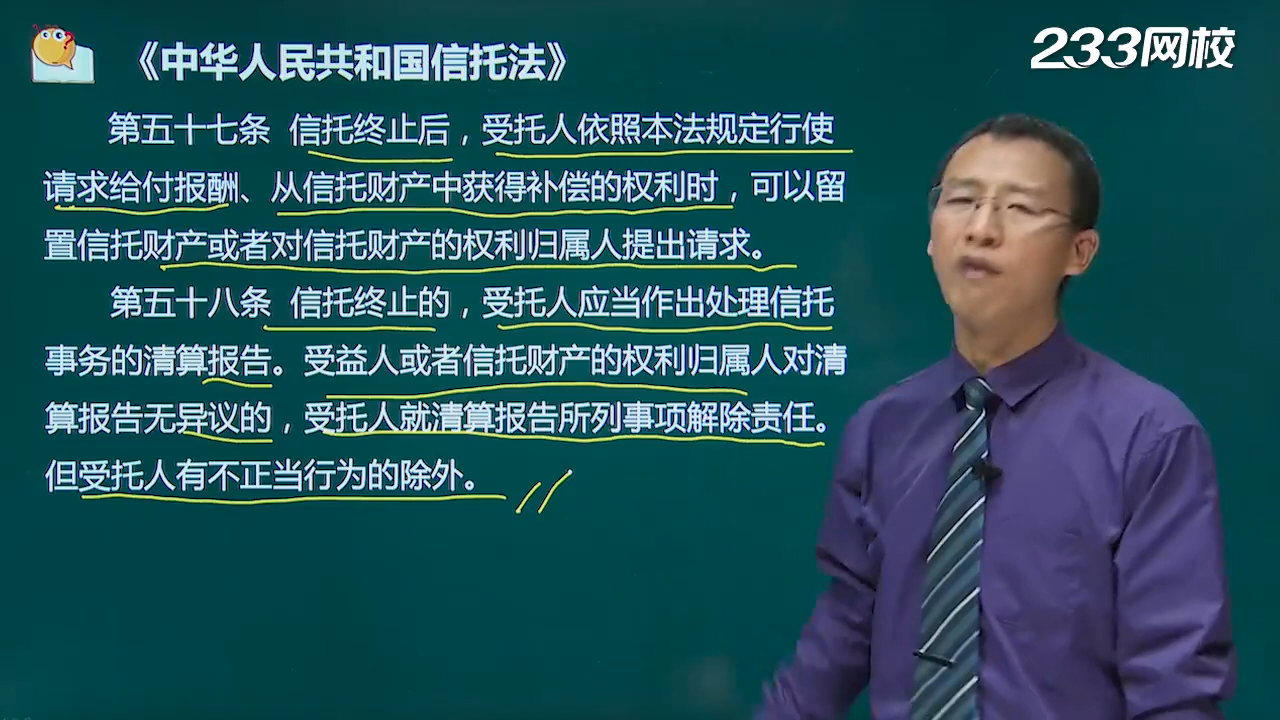 《中华人民共和国信托法》
233网校
第五十七条 信托终止后，受托人依照本法规定行使
请求给付报酬、从信托财产中获得补偿的权利时，可以留
置信托财产或者对信托财产的权利归属人提出请求。
第五十八条 信托终止的，受托人应当作出处理信托
事务的清算报告。受益人或者信托财产的权利归属人对清
算报告无异议的，受托人就清算报告所列事项解除责任。
但受托人有不正当行为的除外。